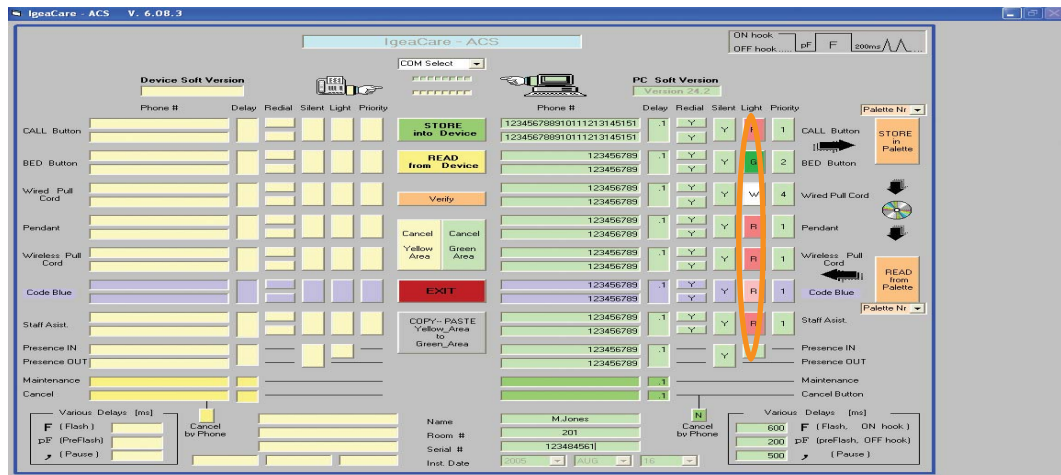 IgeaCare - ACS V. 6.08.3
IgeaCare - ACS
ON hook
OFF hook
pF F 200ms
COM Select
Device Soft Version
PC Soft Version
Version 24.2
Phone # Delay Redial Silent Light Priority
Phone # Delay Redial Silent Light Priority
Palette Nr
CALL Button
STORE
into Device
123456788910111213145151 .1 Y Y 1 CALL Button
123456788910111213145151 Y
STORE
in
Palette
BED Button
READ
from Device
123456789 .1 Y Y G 2 BED Button
123456789 Y
Wired Pull
Cord
Verify
123456789 .1 Y Y W 4 Wired Pull Cord
123456789 Y
Pendant
Cancel
Yellow
Area
Cancel
Green
Area
123456789 .1 Y Y R 1 Pendant
123456789 Y
Wireless Pull
Cord
123456789 .1 Y Y R 1 Wireless Pull
Cord
123456789 Y
READ
from
Palette
Code Blue
EXIT
123456789 .1 Y Y R 1 Code Blue
123456789 Y
Palette Nr
Staff Asist.
COPY-- PASTE
Yellow_Area
to
Green_Area
123456789 .1 Y Y R 1 Staff Asist.
123456789 Y
Presence IN
123456789 .1 Y Presence IN
Presence OUT
123456789 Presence OUT
Maintenance
.1 Maintenance
Cancel
.1 Cancel Button
Various Delays [ms]
F (Flash)
pF (PreFlash)
, (Pause)
Cancel
by Phone
Name M.Jones
Room # 201
Serial # 123484561
Inst. Date 2005 AUG 16
N
Cancel
by Phone
Various Delays [ms]
600 F (Flash, ON hook)
200 pF (preFlash, OFF hook)
500 , (Pause)